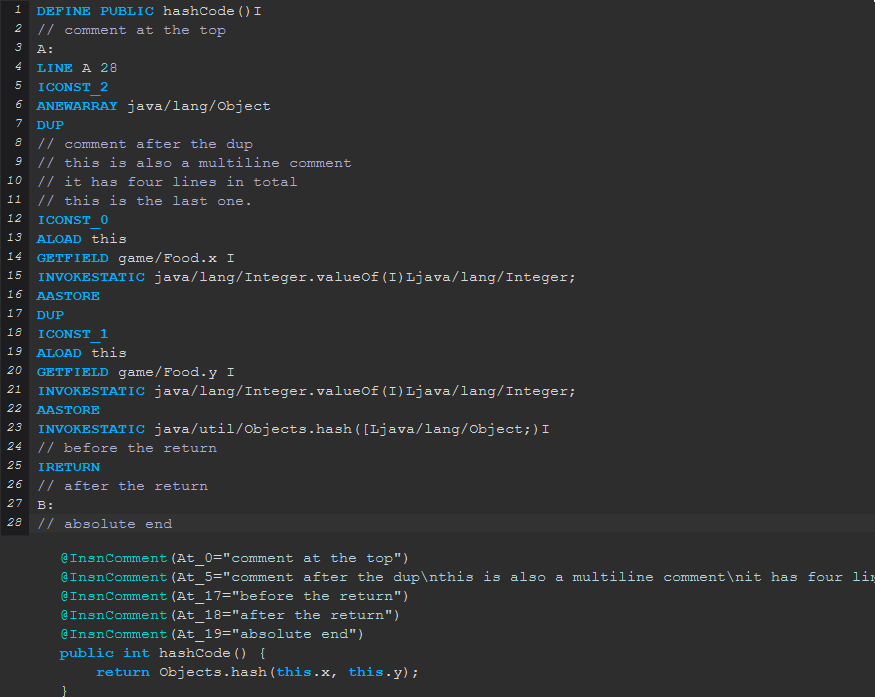 1 DEFINE PUBLIC hashCode()I
2 // comment at the top
3 A:
4 LINE A 28
5 ICONST_2
6 ANEWARRAY java/lang/Object
7 DUP
8 // comment after the dup
9 // this is also a multiline comment
10 // it has four lines in total
11 // this is the last one.
12 ICONST_0
13 ALOAD this
14 GETFIELD game/Food.x I
15 INVOKESTATIC java/lang/Integer.valueOf(I)Ljava/lang/Integer;
16 AASTORE
17 DUP
18 ICONST_1
19 ALOAD this
20 GETFIELD game/Food.y I
21 INVOKESTATIC java/lang/Integer.valueOf(I)Ljava/lang/Integer;
22 AASTORE
23 INVOKESTATIC java/util/Objects.hash([Ljava/lang/Object;)I
24 // before the return
25 IRETURN
26 // after the return
27 B:
28 // absolute end
@InsnComment(At_0="comment at the top")
@InsnComment(At_5="comment after the dup\nthis is also a multiline comment\nit has four
@InsnComment(At_17="before the return")
@InsnComment(At_18="after the return")
@InsnComment(At_19="absolute end")
public int hashCode() {
return Objects.hash(this.x, this.y);
}